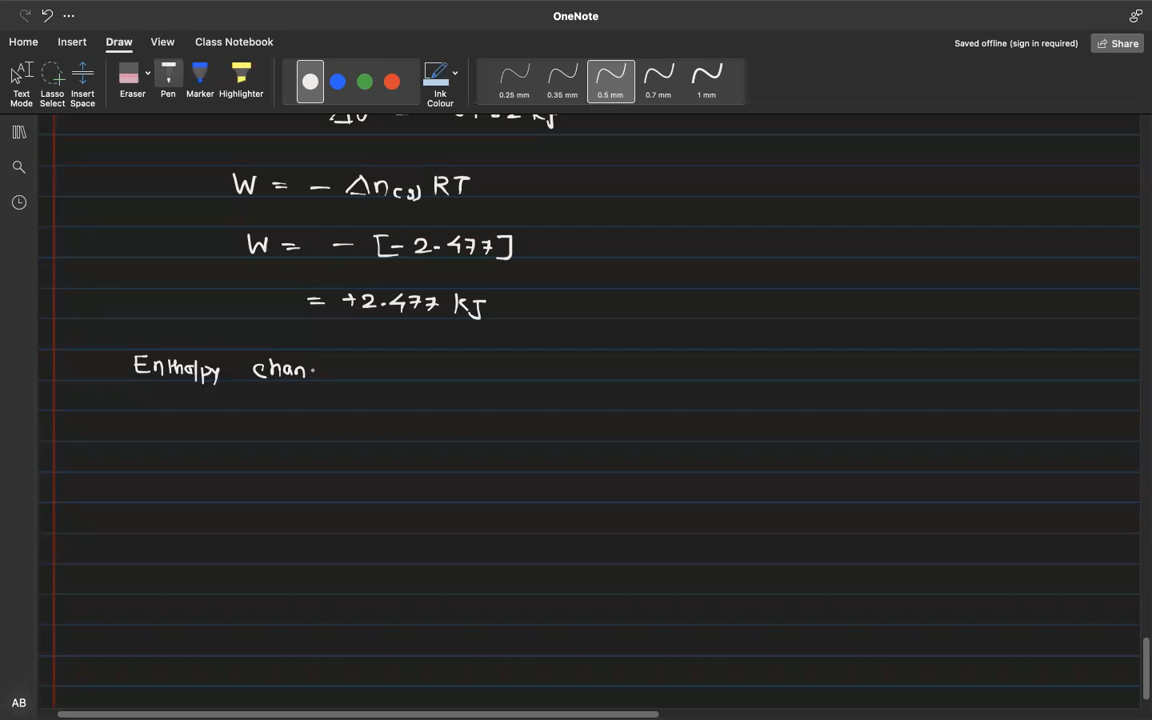 OneNote
Home Insert Draw View Class Notebook
Saved offline (sign in required) Share
Text Mode Lasso Select Insert Space Eraser Pen Marker Highlighter Ink Colour 0.25 mm 0.35 mm 0.5 mm 0.7 mm 1 mm
W = - Δn(g) RT
W = - [-2.477]
= +2.477 kJ
Enthalpy chan
AB